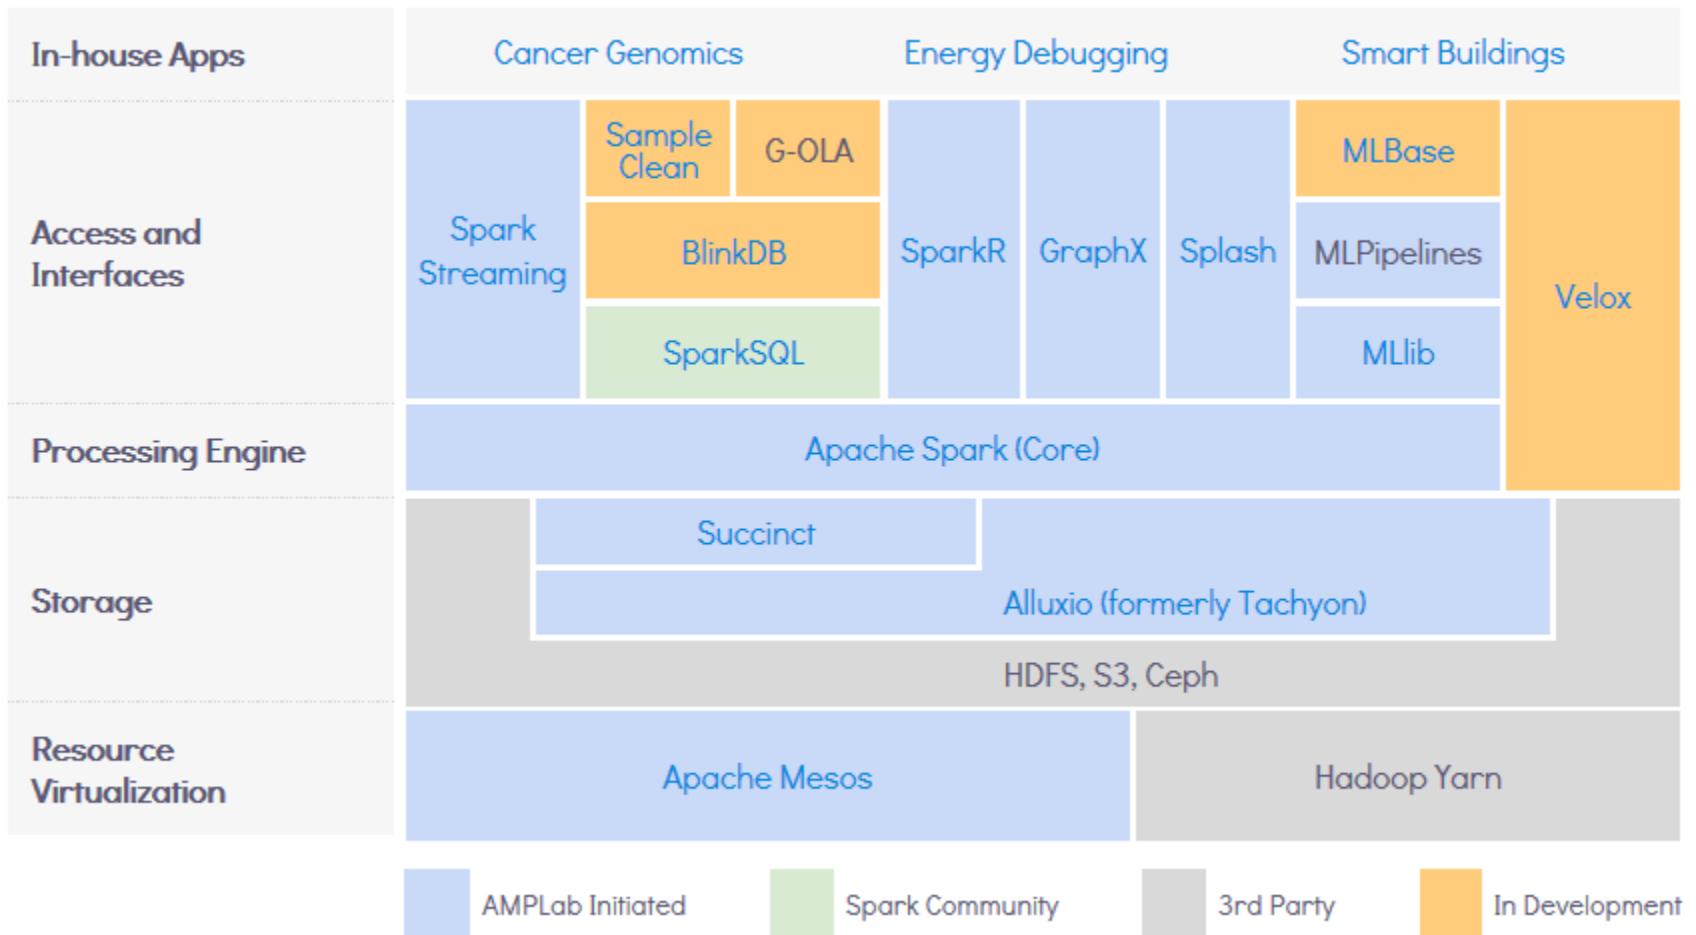 In-house Apps
Cancer Genomics
Energy Debugging
Smart Buildings
Access and
Interfaces
Spark
Streaming
Sample
Clean
G-OLA
BlinkDB
SparkSQL
SparkR
GraphX
Splash
MLBase
MLPipelines
MLlib
Velox
Processing Engine
Apache Spark (Core)
Storage
Succinct
Alluxio (formerly Tachyon)
HDFS, S3, Ceph
Resource
Virtualization
Apache Mesos
Hadoop Yarn
AMPLab Initiated
Spark Community
3rd Party
In Development